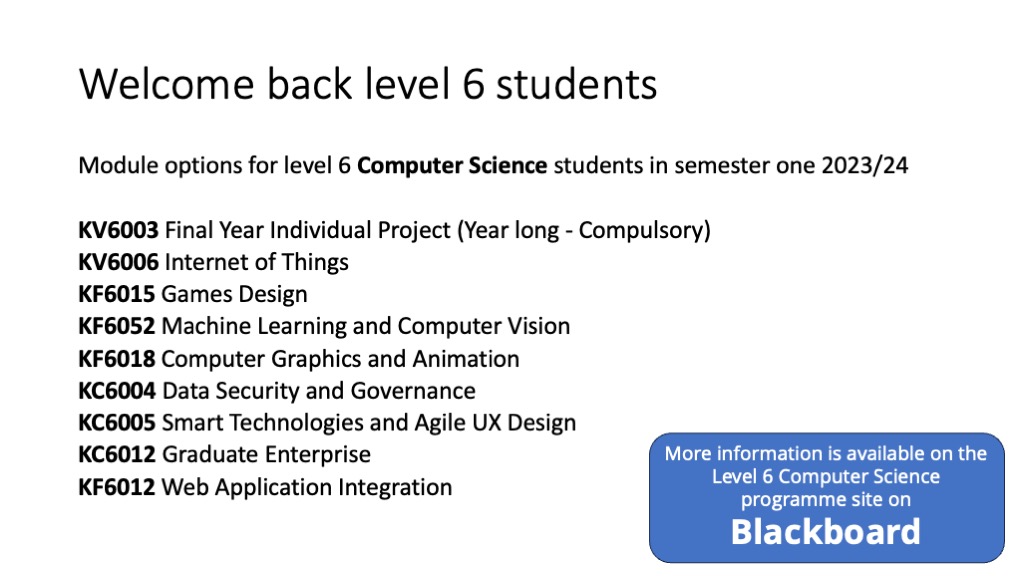 Welcome back level 6 students
Module options for level 6 Computer Science students in semester one 2023/24
KV6003 Final Year Individual Project (Year long - Compulsory)
KV6006 Internet of Things
KF6015 Games Design
KF6052 Machine Learning and Computer Vision
KF6018 Computer Graphics and Animation
KC6004 Data Security and Governance
KC6005 Smart Technologies and Agile UX Design
KC6012 Graduate Enterprise
KF6012 Web Application Integration
More information is available on the
Level 6 Computer Science
programme site on
Blackboard